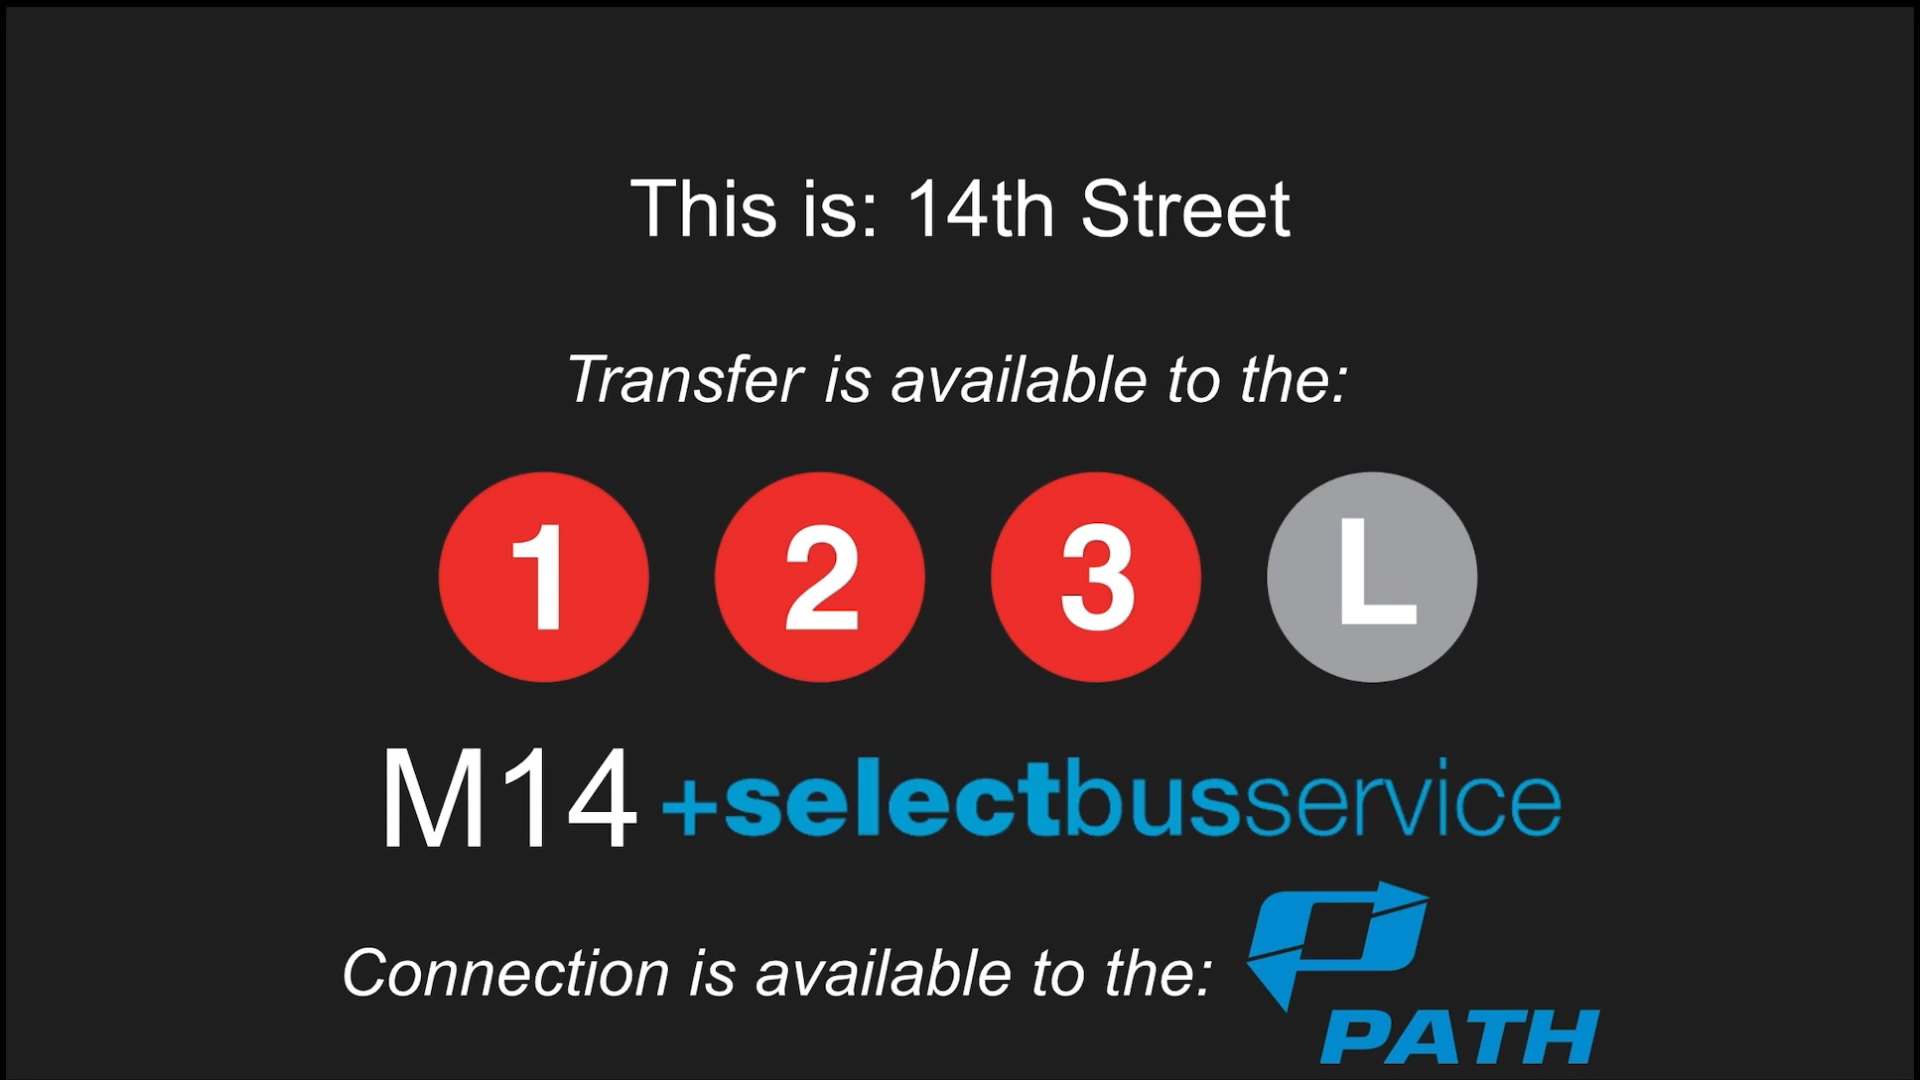 This is: 14th Street
Transfer is available to the:
1 2 3 L
M14 +selectbusservice
Connection is available to the: PATH